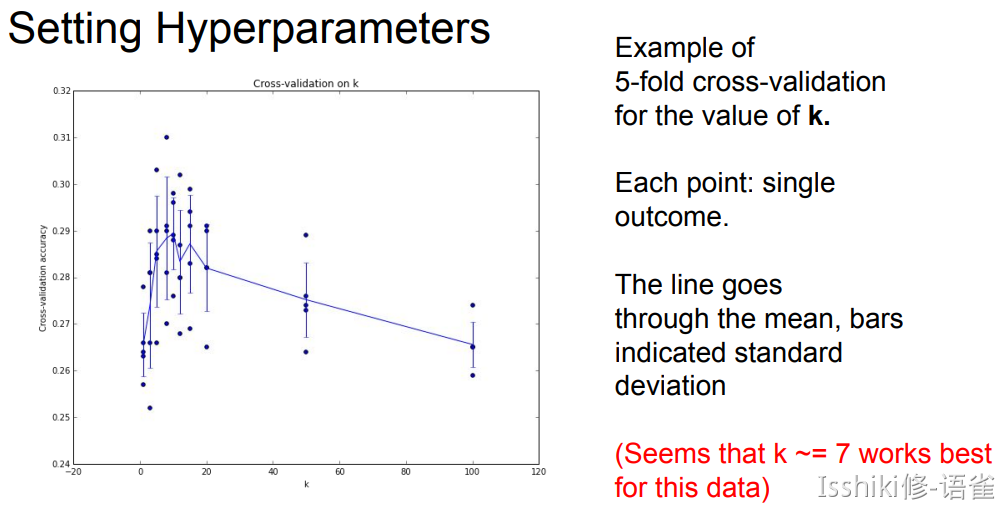 Setting Hyperparameters
Cross-validation on k
0.32
0.31
0.30
0.29
0.28
0.27
0.26
0.25
0.24
Cross-validation accuracy
−20
0
20
40
60
80
100
120
k
Example of
5-fold cross-validation
for the value of k.
Each point: single
outcome.
The line goes
through the mean, bars
indicated standard
deviation
(Seems that k ~= 7 works best
for this data)
Isshiki修-语雀